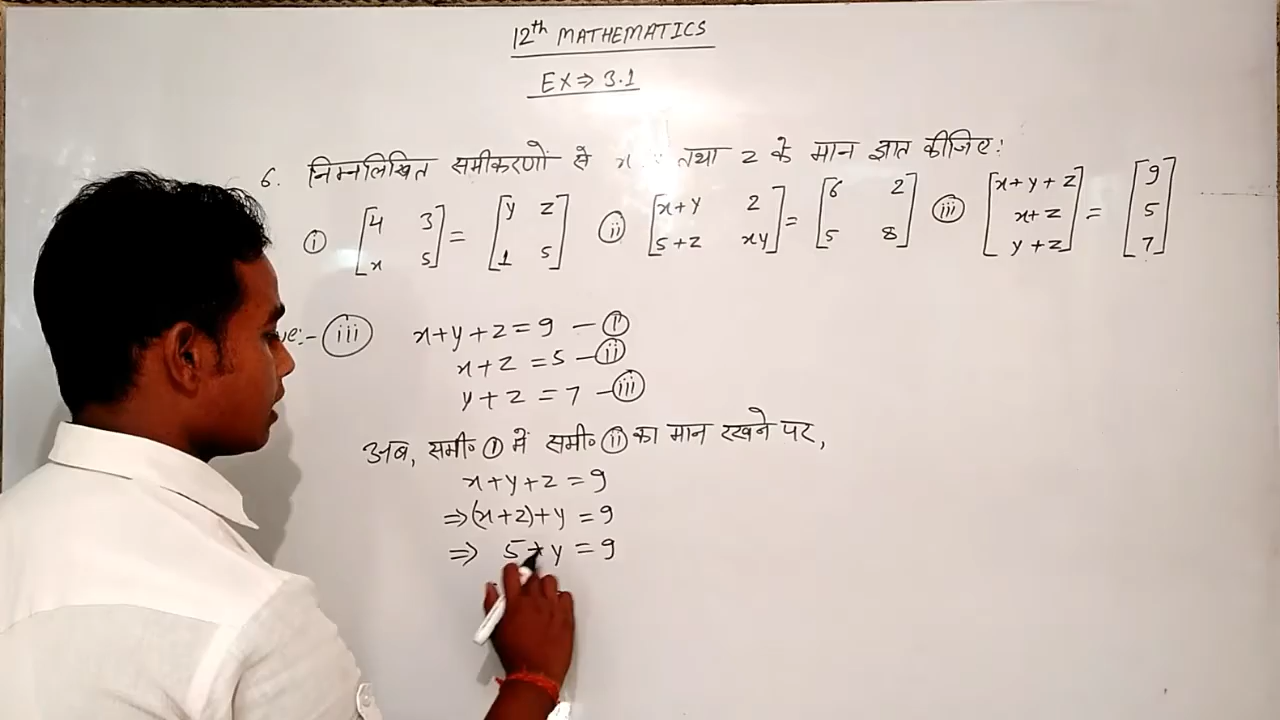 12th MATHEMATICS
EX⇒ 3.1
6. निम्नलिखित समीकरणों से x तथा z के मान ज्ञात कीजिए:
(i) [4 3 = [y z (ii) [x+y 2 = [6 2 (iii) [x+y+z = [9
x 5] 1 5] 5+z xy] 5 8] x+z 5
y+z] 7]
(iii) x+y+z=9 —(i)
x+z=5 —(ii)
y+z=7 —(iii)
अब, समी० (i) में समी० (ii) का मान रखने पर,
x+y+z=9
⇒(x+z)+y=9
⇒ 5+y=9